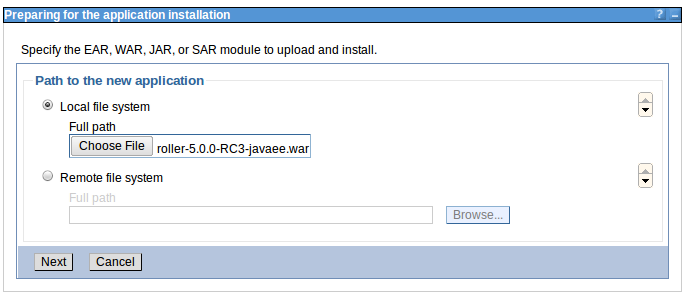 Preparing for the application installation ? _
Specify the EAR, WAR, JAR, or SAR module to upload and install.
Path to the new application
Local file system
Full path
Choose File roller-5.0.0-RC3-javaee.war
Remote file system
Full path
Browse...
Next Cancel